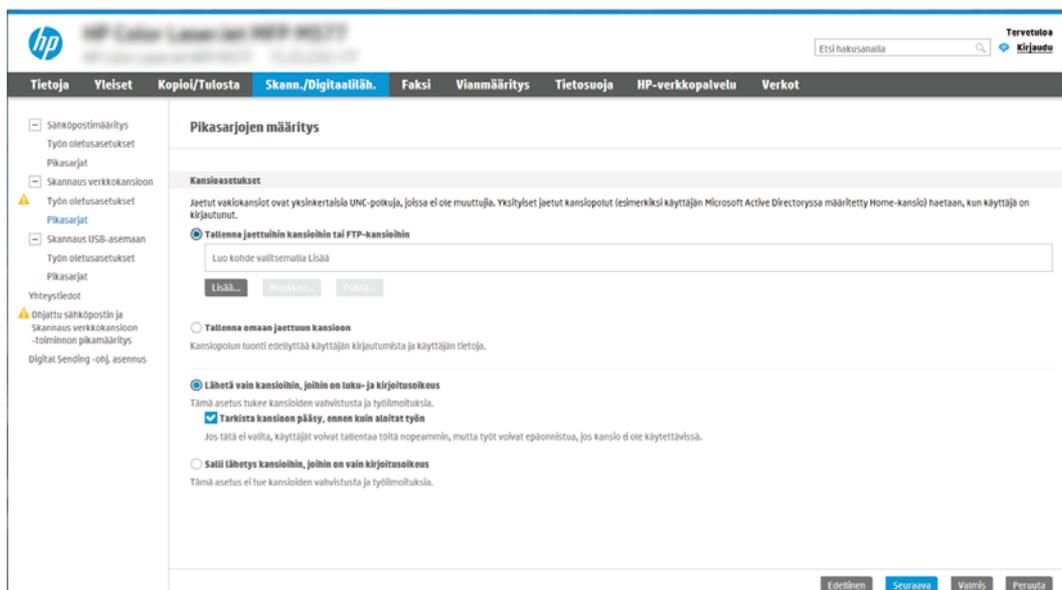 hp
Tervetuloa
Etsi hakusanalla
Kirjaudu
Tietoja Yleiset Kopioi/Tulosta Skann./Digitaaliläh. Faksi Vianmääritys Tietosuoja HP-verkkopalvelu Verkot
Sähköpostimääritys
Työn oletusasetukset
Pikasarjat
Skannaus verkkokansioon
Työn oletusasetukset
Pikasarjat
Skannaus USB-asemaan
Työn oletusasetukset
Pikasarjat
Yhteystiedot
Ohjattu sähköpostin ja
Skannaus verkkokansioon
-toiminnon pikamääritys
Digital Sending -ohj. asennus
Pikasarjojen määritys
Kansioasetukset
Jaetut vakiokansiot ovat yksinkertaisia UNC-polkuja, joissa ei ole muuttujia. Yksityiset jaetut kansiopolut (esimerkiksi käyttäjän Microsoft Active Directoryssa määritetty Home-kansio) haetaan, kun käyttäjä on
kirjautunut.
Tallenna jaettuihin kansioihin tai FTP-kansioihin
Luo kohde valitsemalla Lisää
Lisää... Muokkaa... Poista...
Tallenna omaan jaettuun kansioon
Kansiopolun luonti edellyttää käyttäjän kirjautumista ja käyttäjän tietoja.
Lähetä vain kansioihin, joihin on luku- ja kirjoitusoikeus
Tämä asetus tukee kansioiden vahvistusta ja työilmoituksia.
Tarkista kansioon pääsy, ennen kuin aloitat työn
Jos tätä ei valita, käyttäjät voivat tallentaa töitä nopeammin, mutta työt voivat epäonnistua, jos kansio d ole käytettävissä.
Salli lähetys kansioihin, joihin on vain kirjoitusoikeus
Tämä asetus ei tue kansioiden vahvistusta ja työilmoituksia.
Edellinen Seuraava Valmis Peruuta